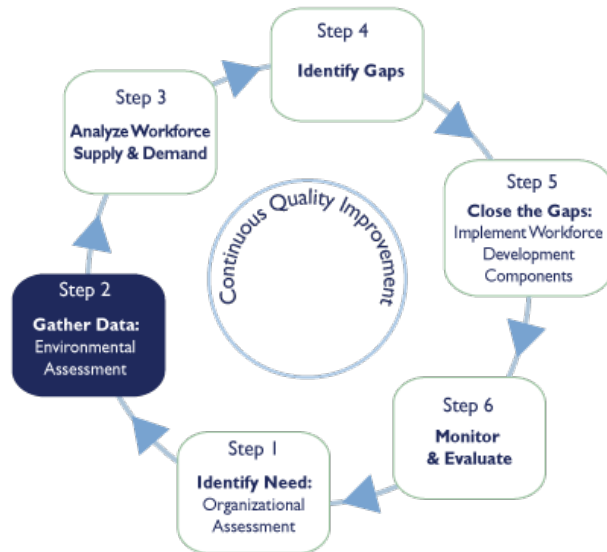 Step 4
Identify Gaps
Step 3
Analyze Workforce
Supply & Demand
Step 5
Close the Gaps:
Implement Workforce
Development
Components
Continuous Quality Improvement
Step 2
Gather Data:
Environmental
Assessment
Step 6
Monitor
& Evaluate
Step 1
Identify Need:
Organizational
Assessment